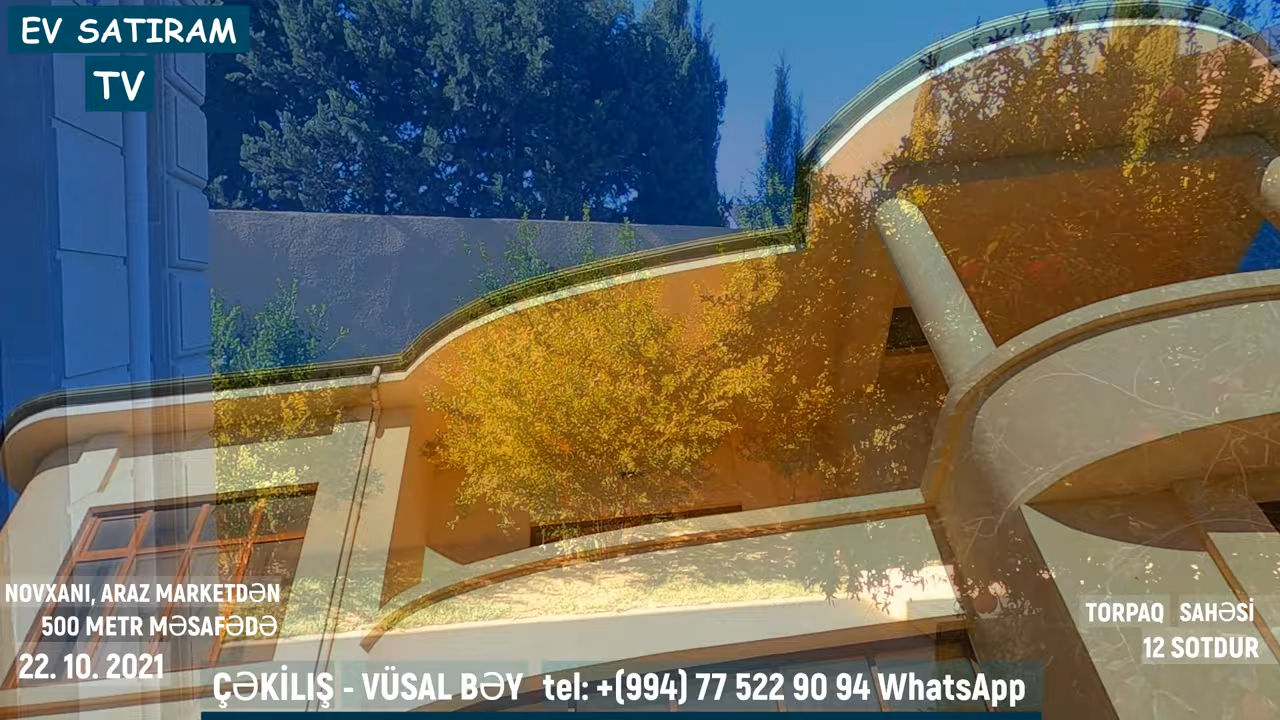 EV SATIRAM
TV
NOVXANI, ARAZ MARKETDƏN
500 METR MƏSAFƏDƏ
22. 10. 2021
TORPAQ SAHƏSİ
12 SOTDUR
ÇƏKİLİŞ - VÜSAL BƏY tel: +(994) 77 522 90 94 WhatsApp